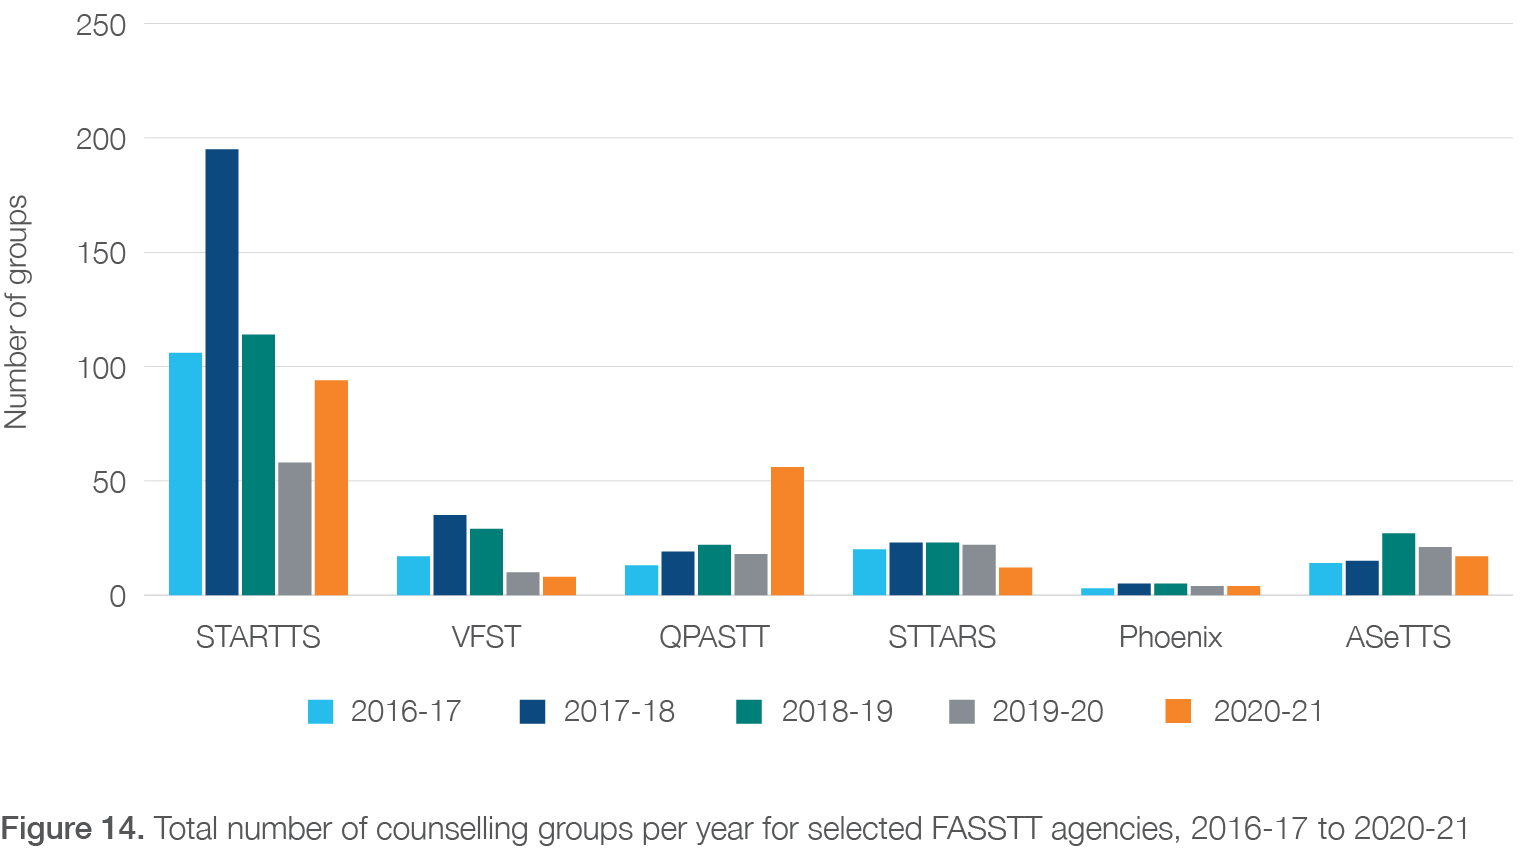 250
200
150
100
50
0
Number of groups
STARTTS VFST QPASTT STTARS Phoenix ASeTTS
2016-17 2017-18 2018-19 2019-20 2020-21
Figure 14. Total number of counselling groups per year for selected FASSTT agencies, 2016-17 to 2020-21